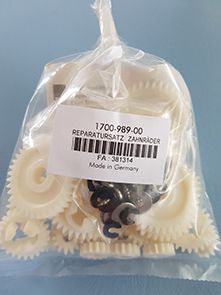 1700-989-00
REPARATURSATZ ZAHNRÄDER
FA : 381314
Made in Germany